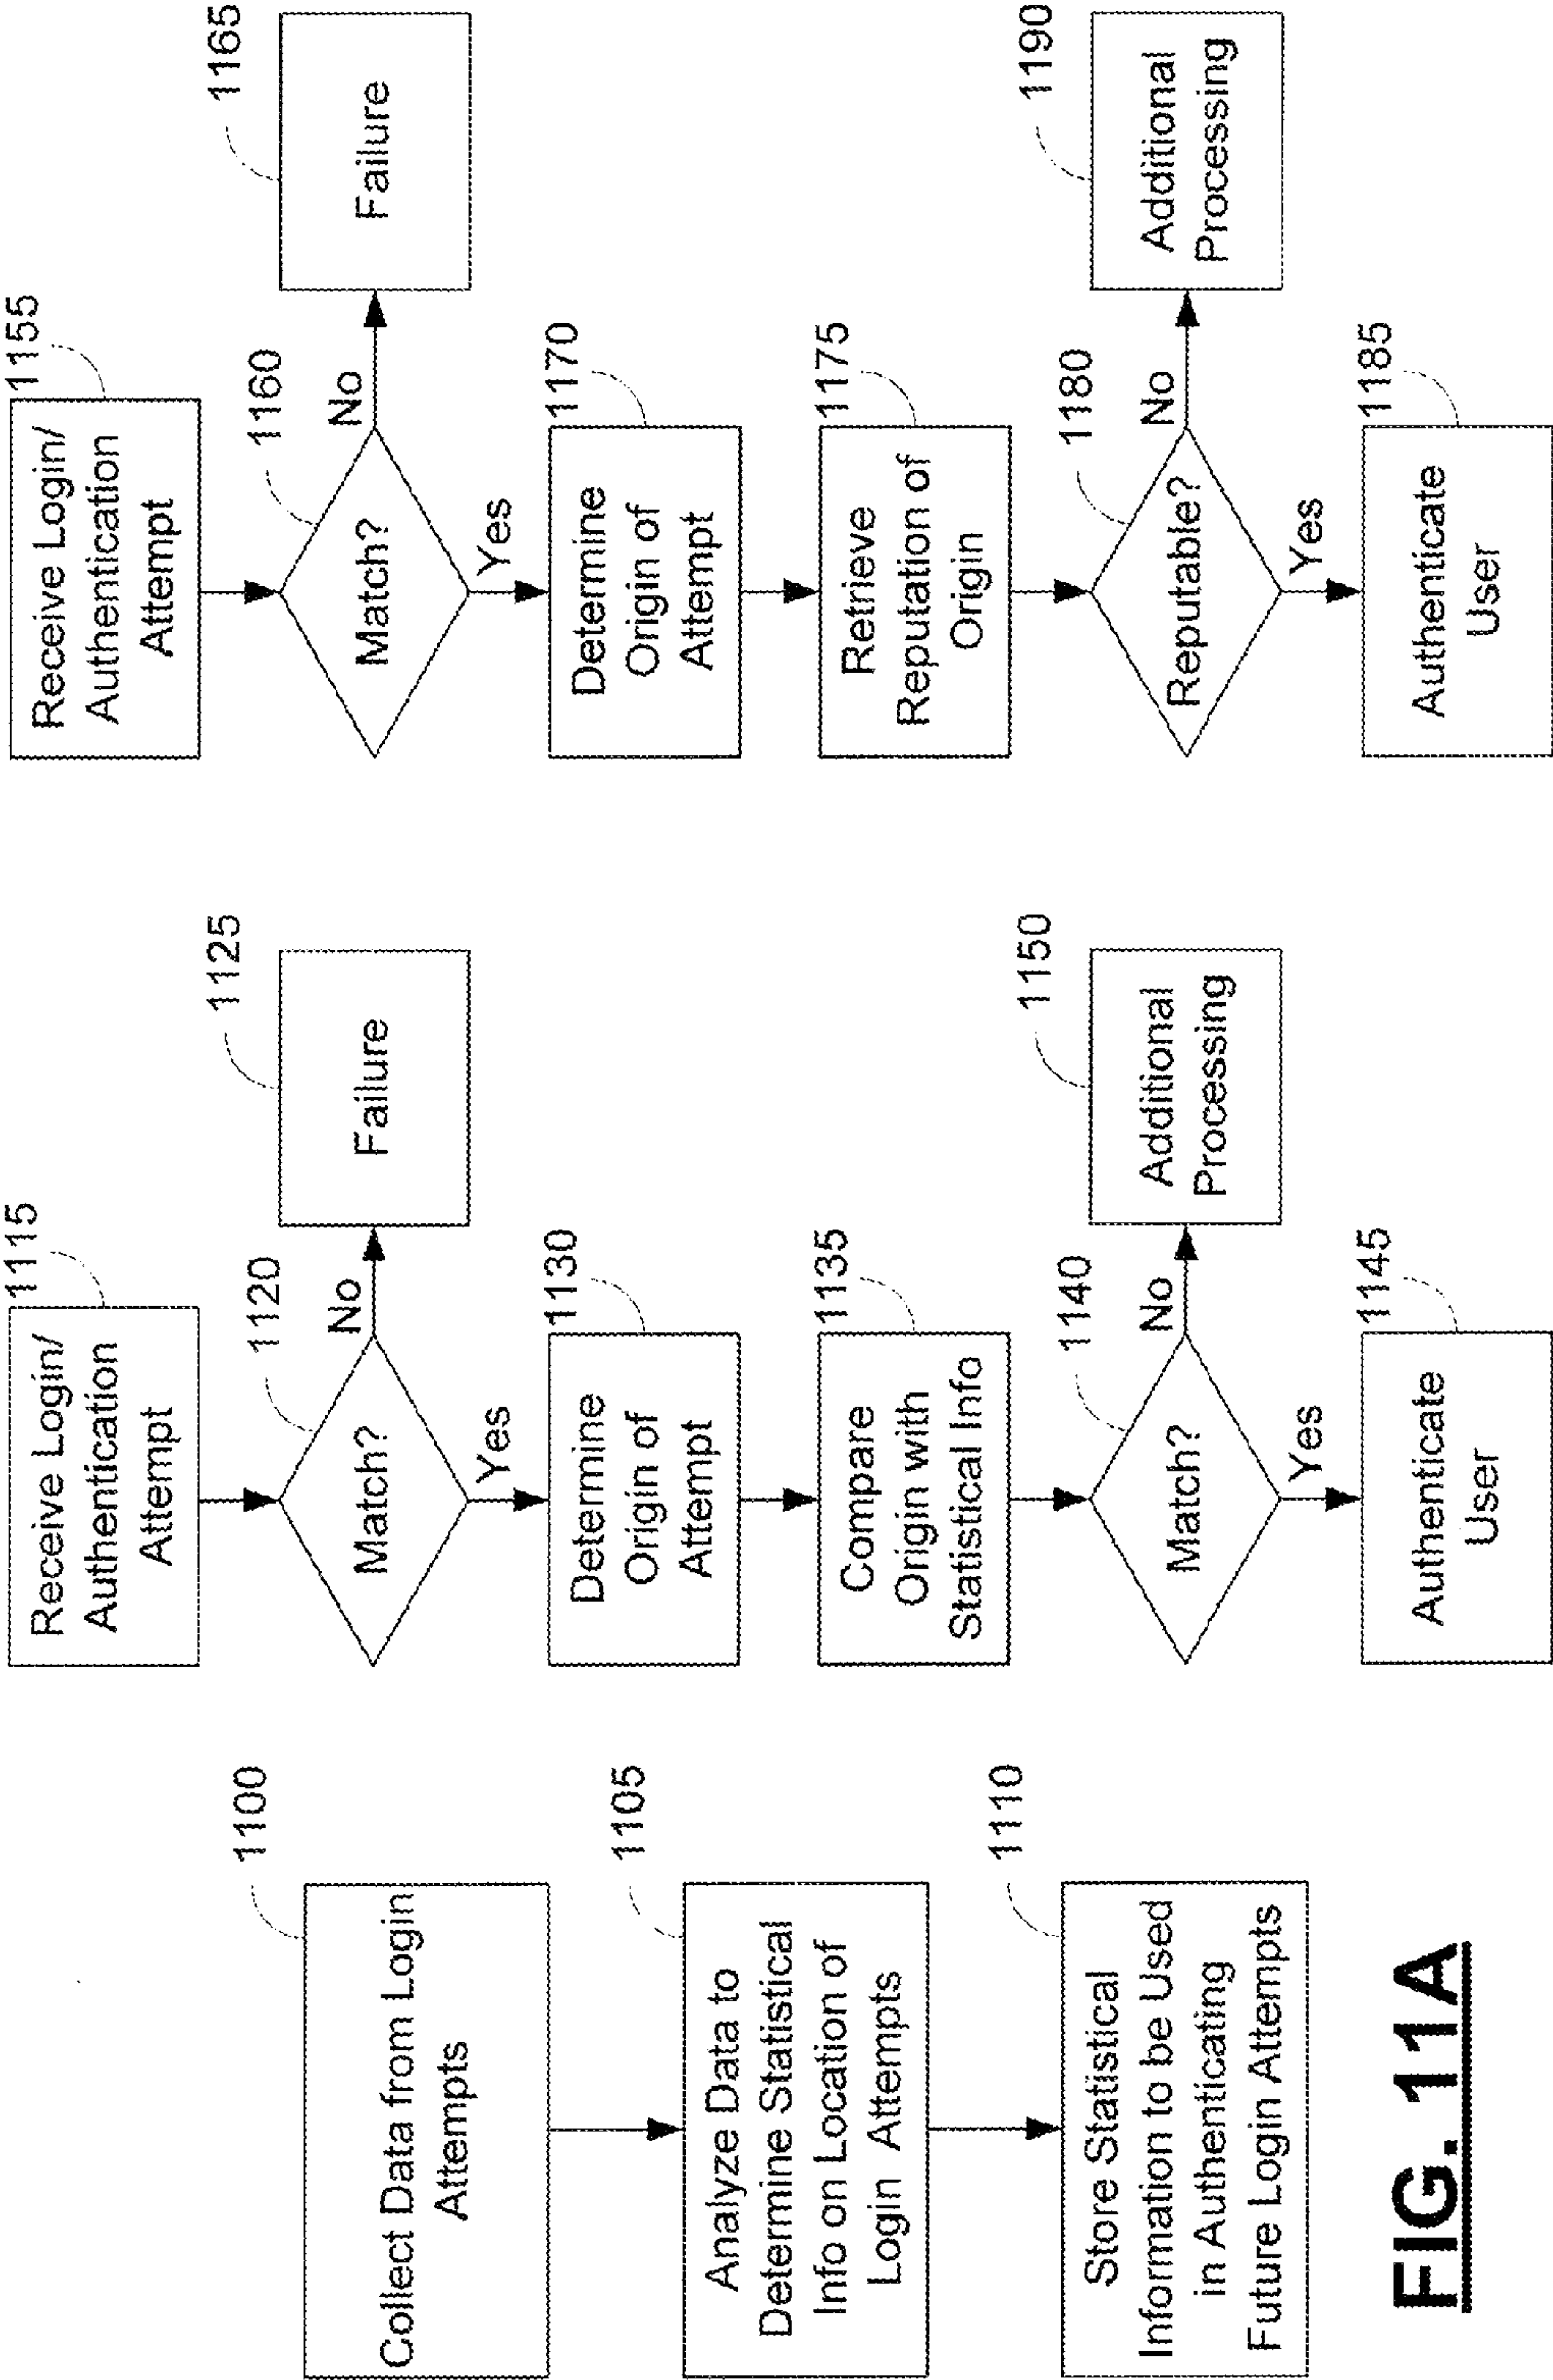 1100
Collect Data from Login
Attempts
1105
Analyze Data to
Determine Statistical
Info on Location of
Login Attempts
1110
Store Statistical
Information to be Used
in Authenticating
Future Login Attempts
1115
Receive Login/
Authentication
Attempt
1120
Match?
No
1125
Failure
Yes
1130
Determine
Origin of
Attempt
1135
Compare
Origin with
Statistical Info
1140
Match?
No
1150
Additional
Processing
Yes
1145
Authenticate
User
1155
Receive Login/
Authentication
Attempt
1160
Match?
No
1165
Failure
Yes
1170
Determine
Origin of
Attempt
1175
Retrieve
Reputation of
Origin
1180
Reputable?
No
1190
Additional
Processing
Yes
1185
Authenticate
User
FIG. 11A